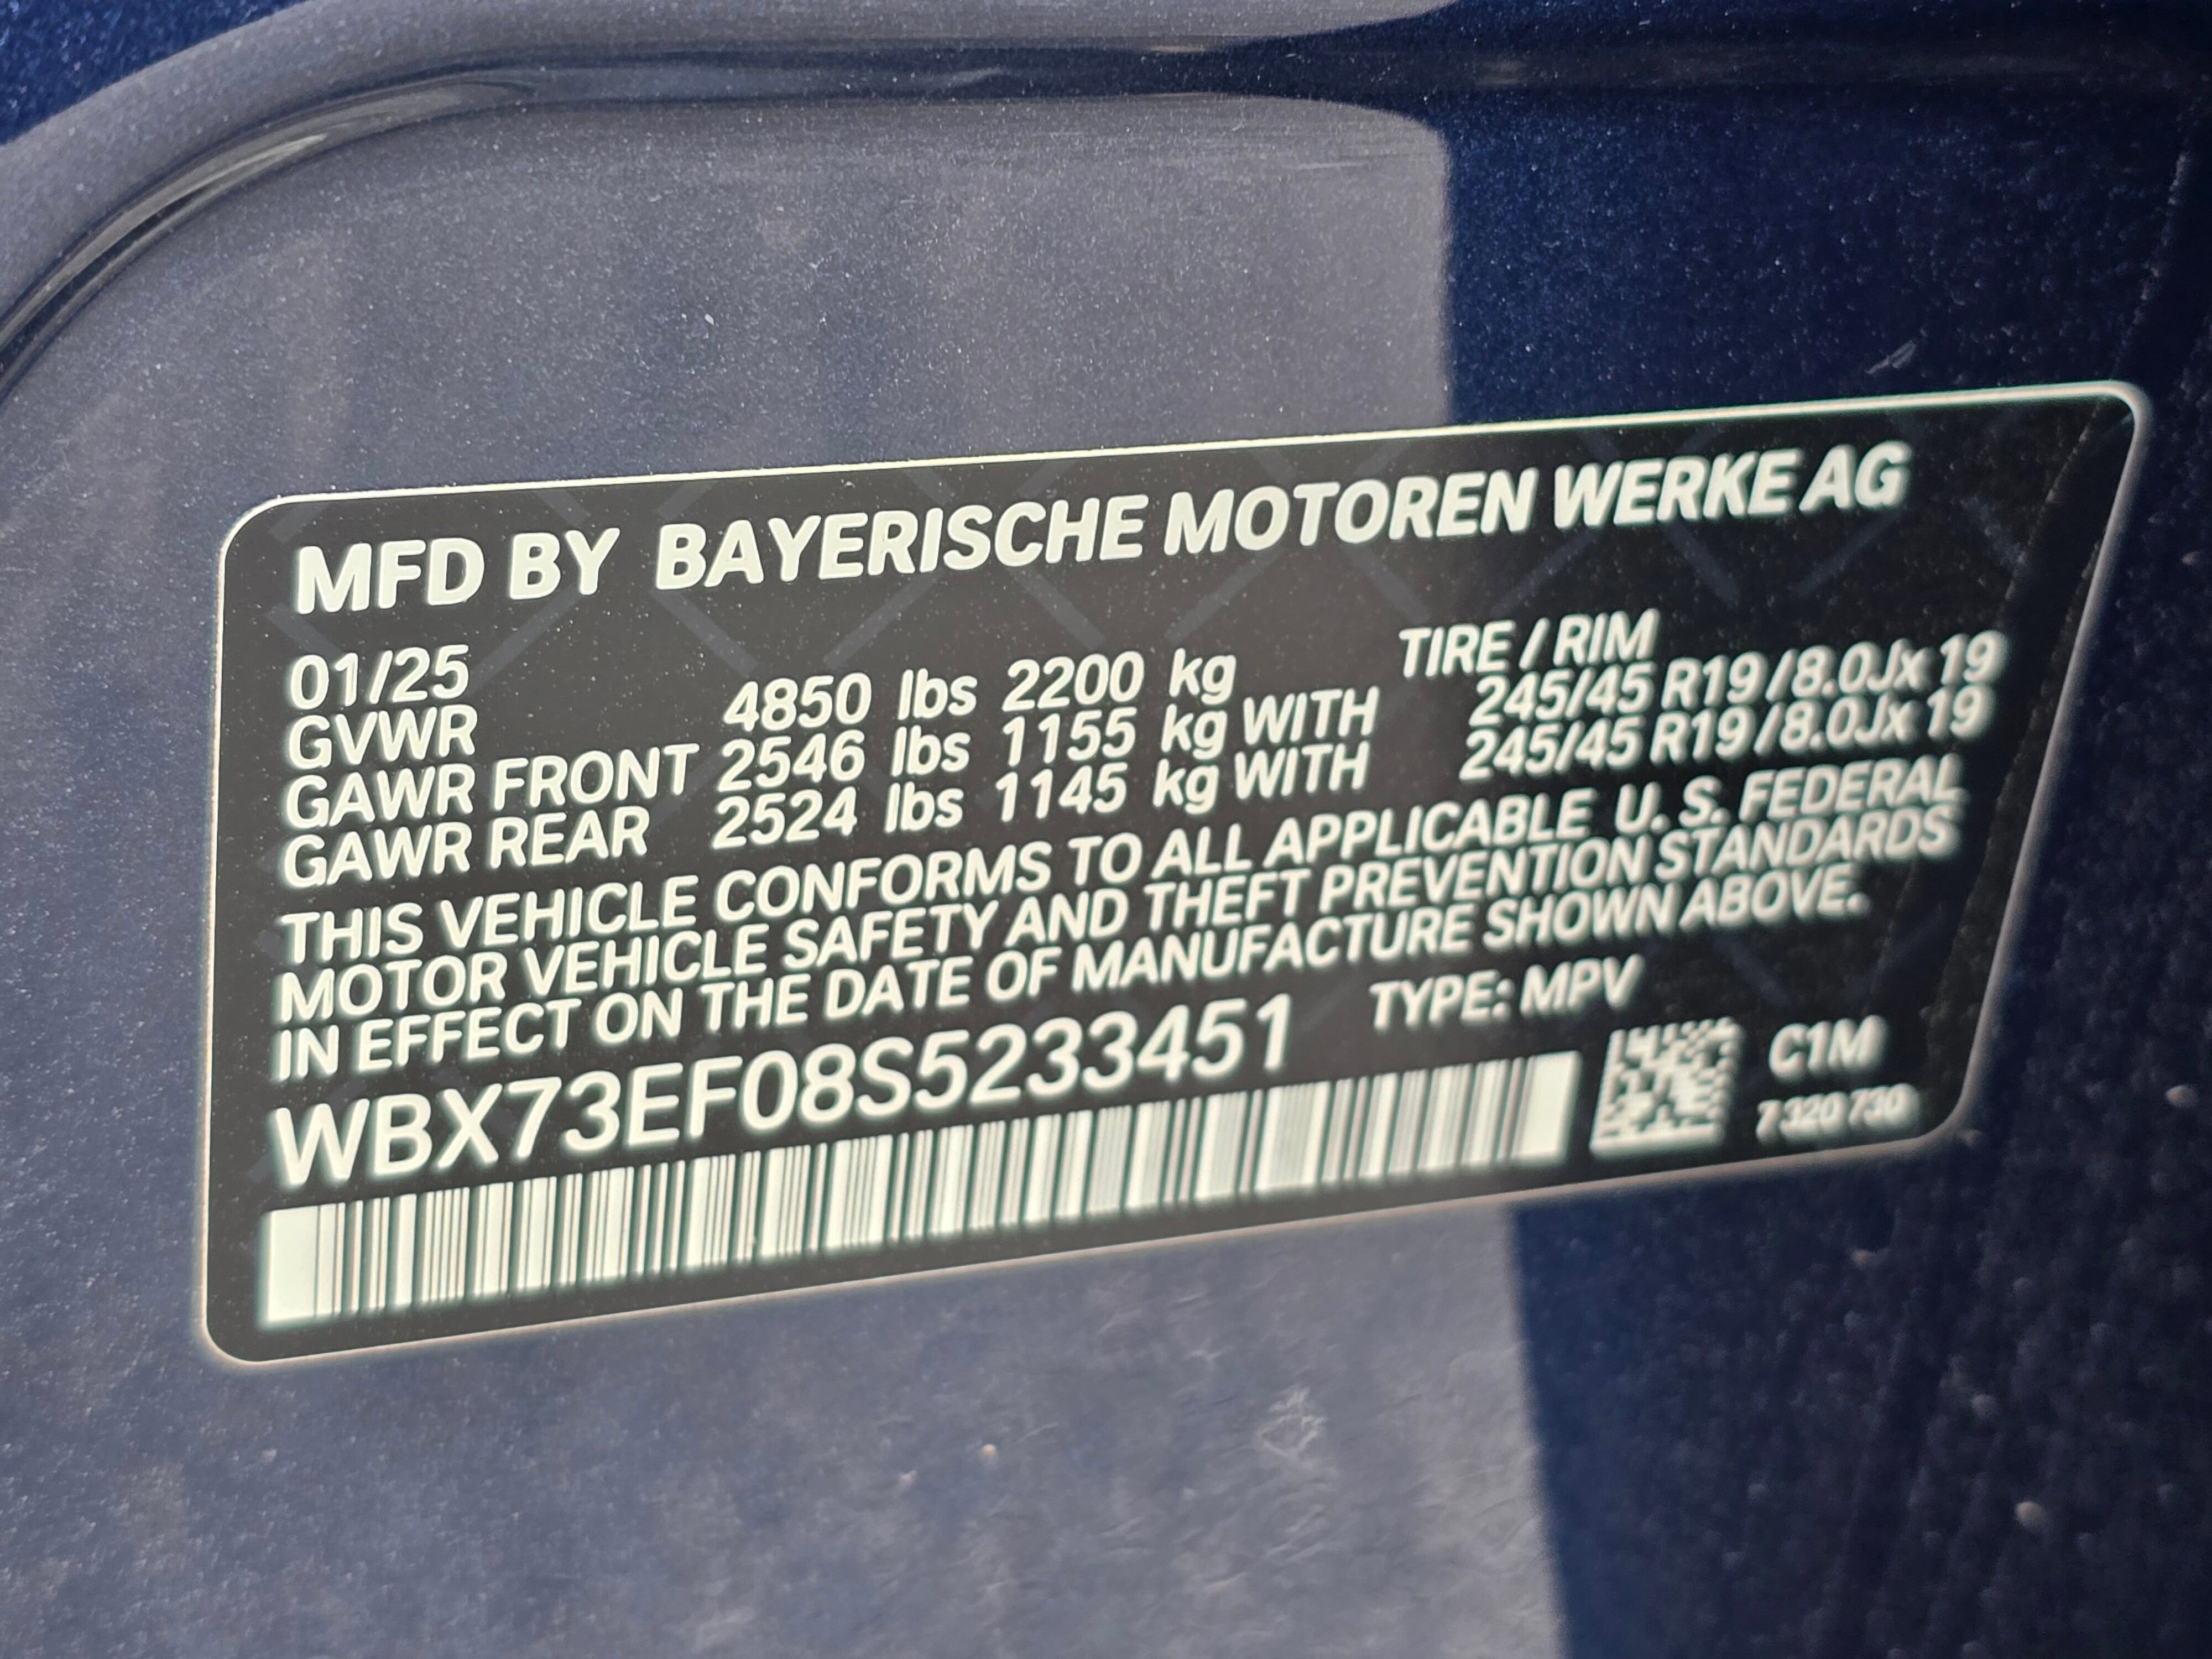 MFD BY BAYERISCHE MOTOREN WERKE AG
01/25 TIRE / RIM
GVWR 4850 lbs 2200 kg
GAWR FRONT 2546 lbs 1155 kg WITH 245/45 R19 / 8.0Jx 19
GAWR REAR 2524 lbs 1145 kg WITH 245/45 R19 / 8.0Jx 19
THIS VEHICLE CONFORMS TO ALL APPLICABLE U. S. FEDERAL
MOTOR VEHICLE SAFETY AND THEFT PREVENTION STANDARDS
IN EFFECT ON THE DATE OF MANUFACTURE SHOWN ABOVE.
WBX73EF08S5233451 TYPE: MPV
C1M
7 320 730